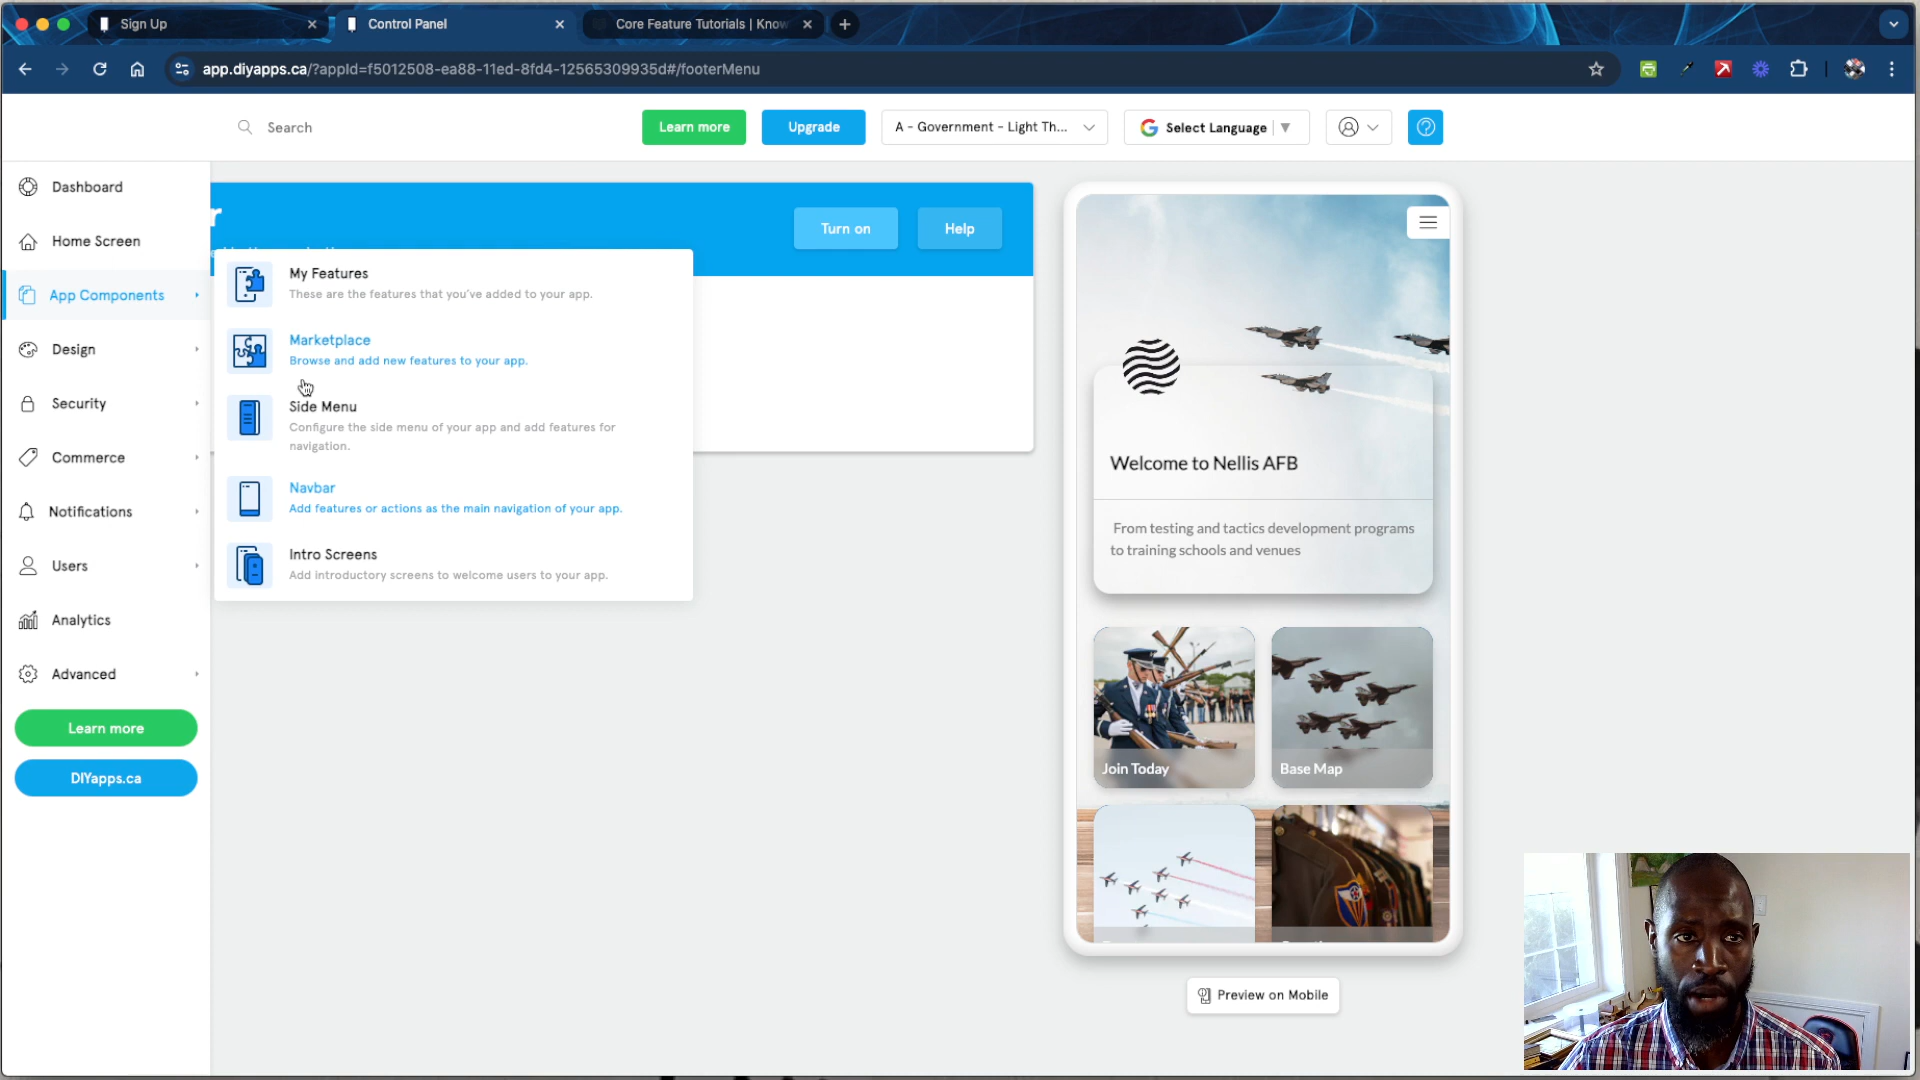 Sign Up
Control Panel
Core Feature Tutorials | Know
app.diyapps.ca/?appId=f5012508-ea88-11ed-8fd4-12565309935d#/footerMenu
Search
Learn more
Upgrade
A - Government - Light Th...
Select Language
Dashboard
Home Screen
App Components
Design
Security
Commerce
Notifications
Users
Analytics
Advanced
Learn more
DIYapps.ca
r
Turn on
Help
My Features
These are the features that you've added to your app.
Marketplace
Browse and add new features to your app.
Side Menu
Configure the side menu of your app and add features for
navigation.
Navbar
Add features or actions as the main navigation of your app.
Intro Screens
Add introductory screens to welcome users to your app.
Welcome to Nellis AFB
From testing and tactics development programs
to training schools and venues
Join Today
Base Map
Preview on Mobile